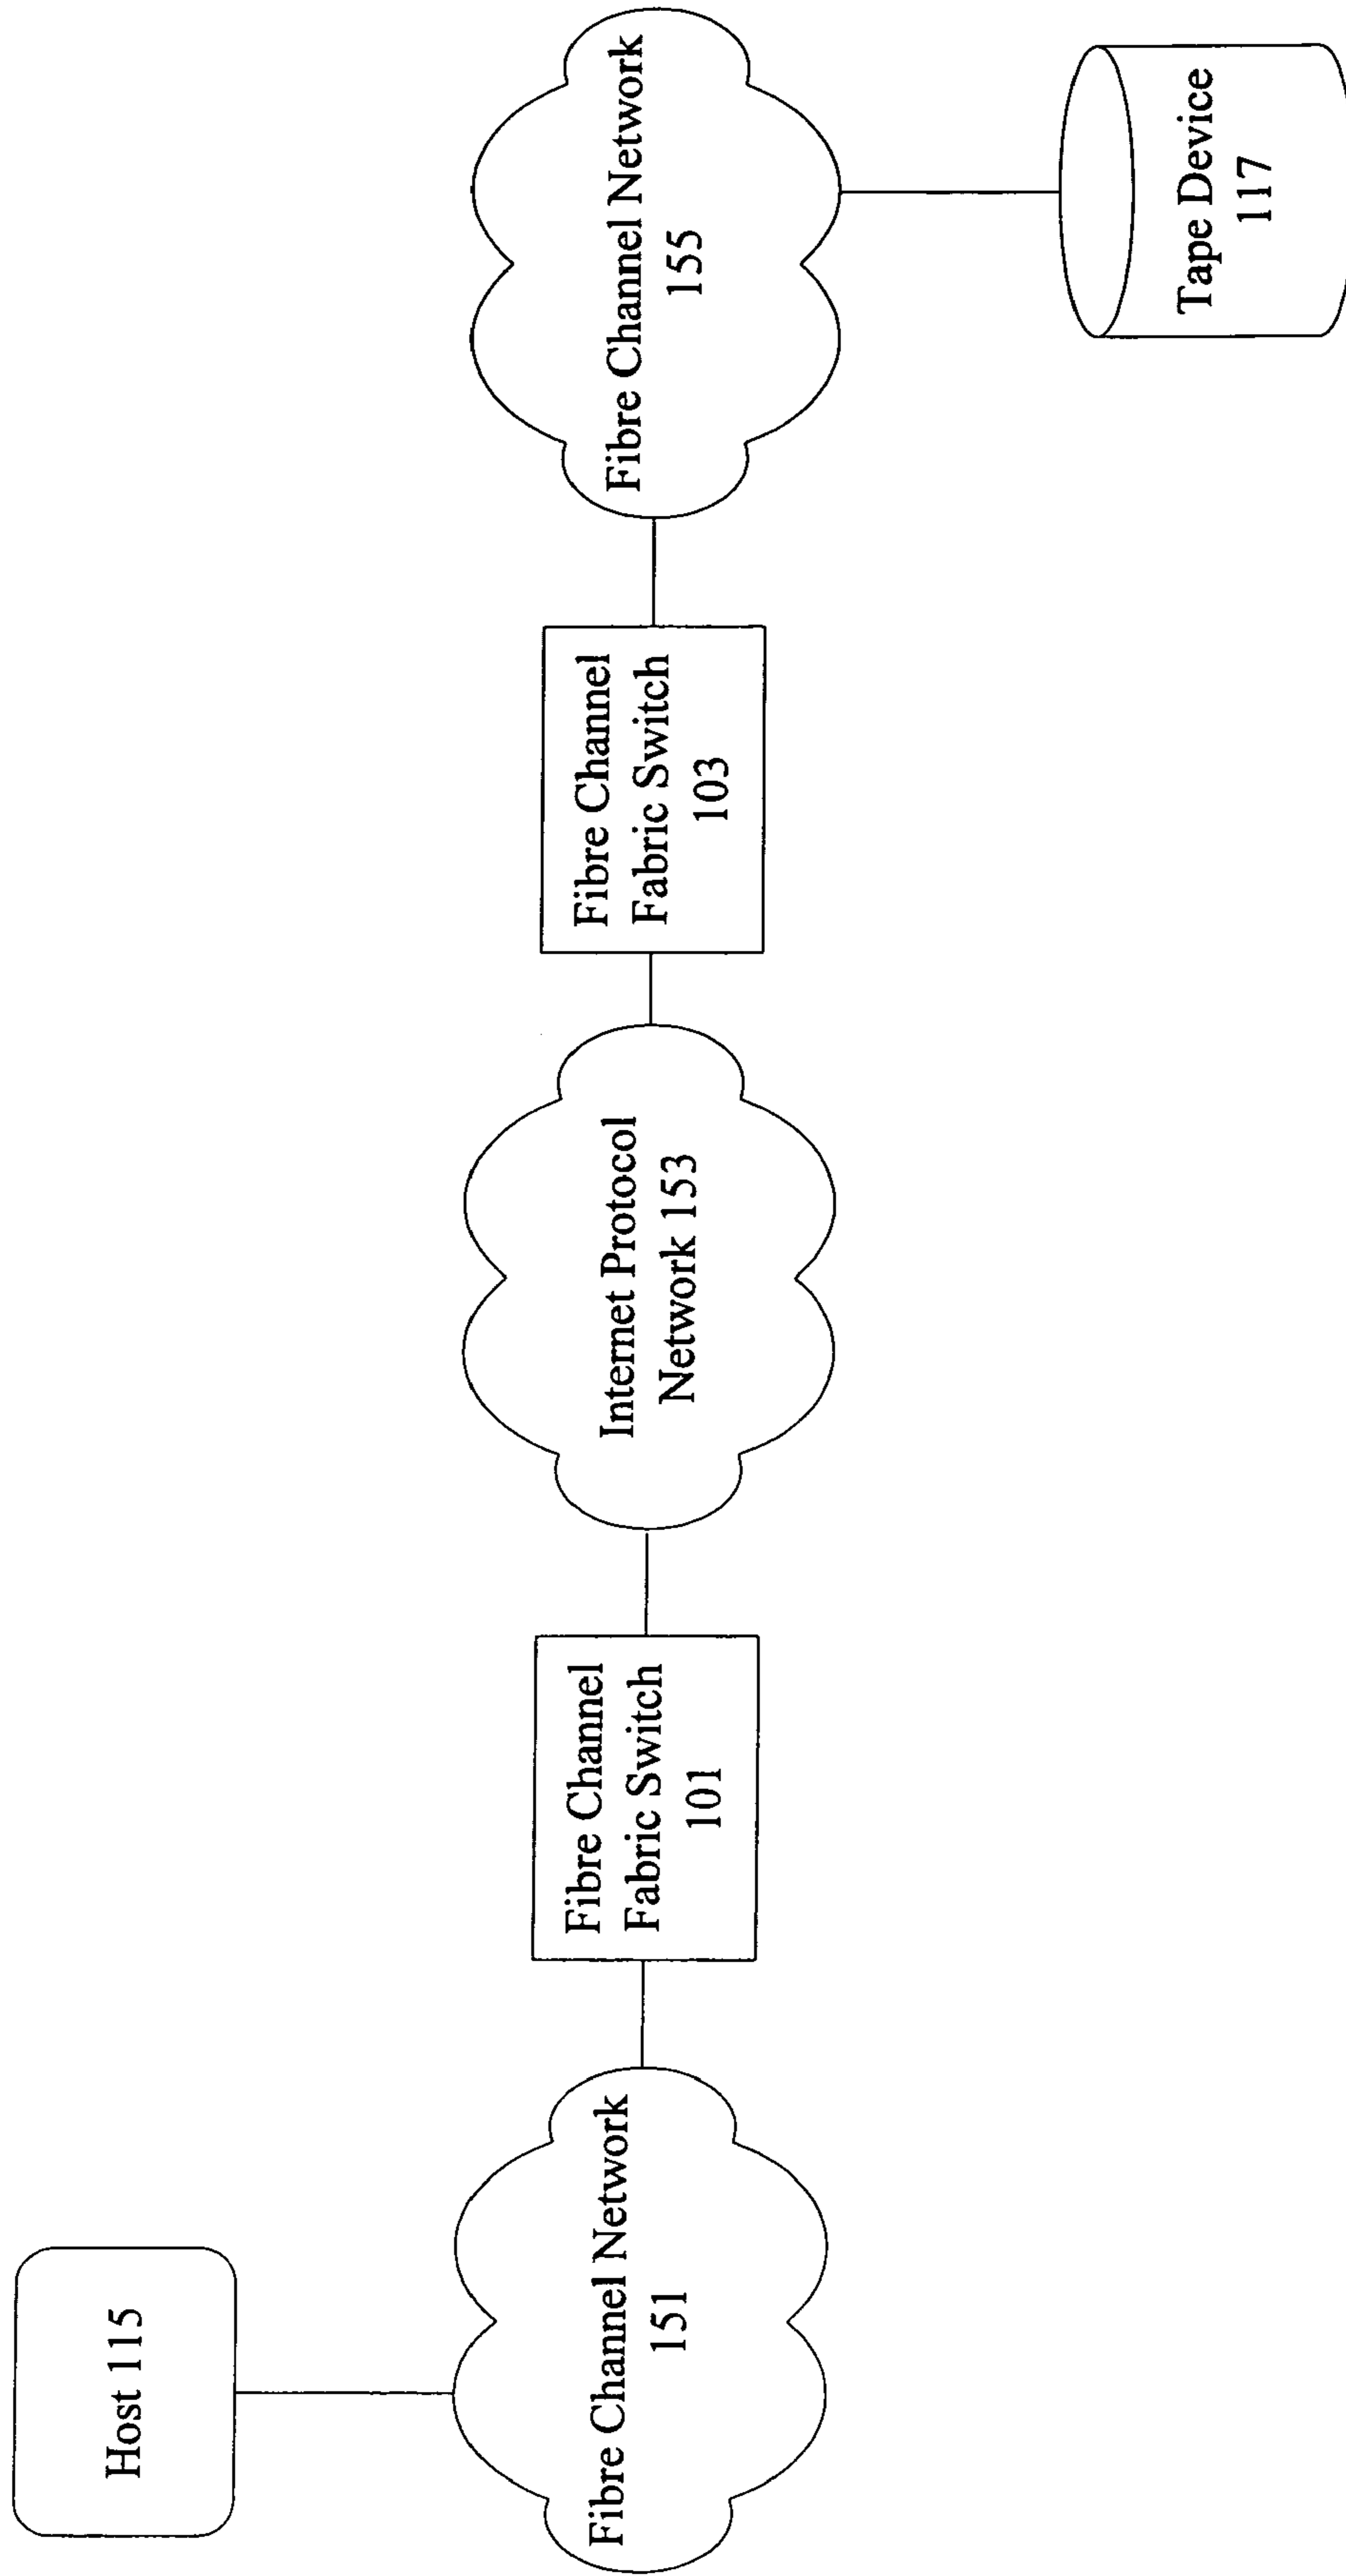 Host 115
Fibre Channel Network
151
Fibre Channel
Fabric Switch
101
Internet Protocol
Network 153
Fibre Channel
Fabric Switch
103
Fibre Channel Network
155
Tape Device
117